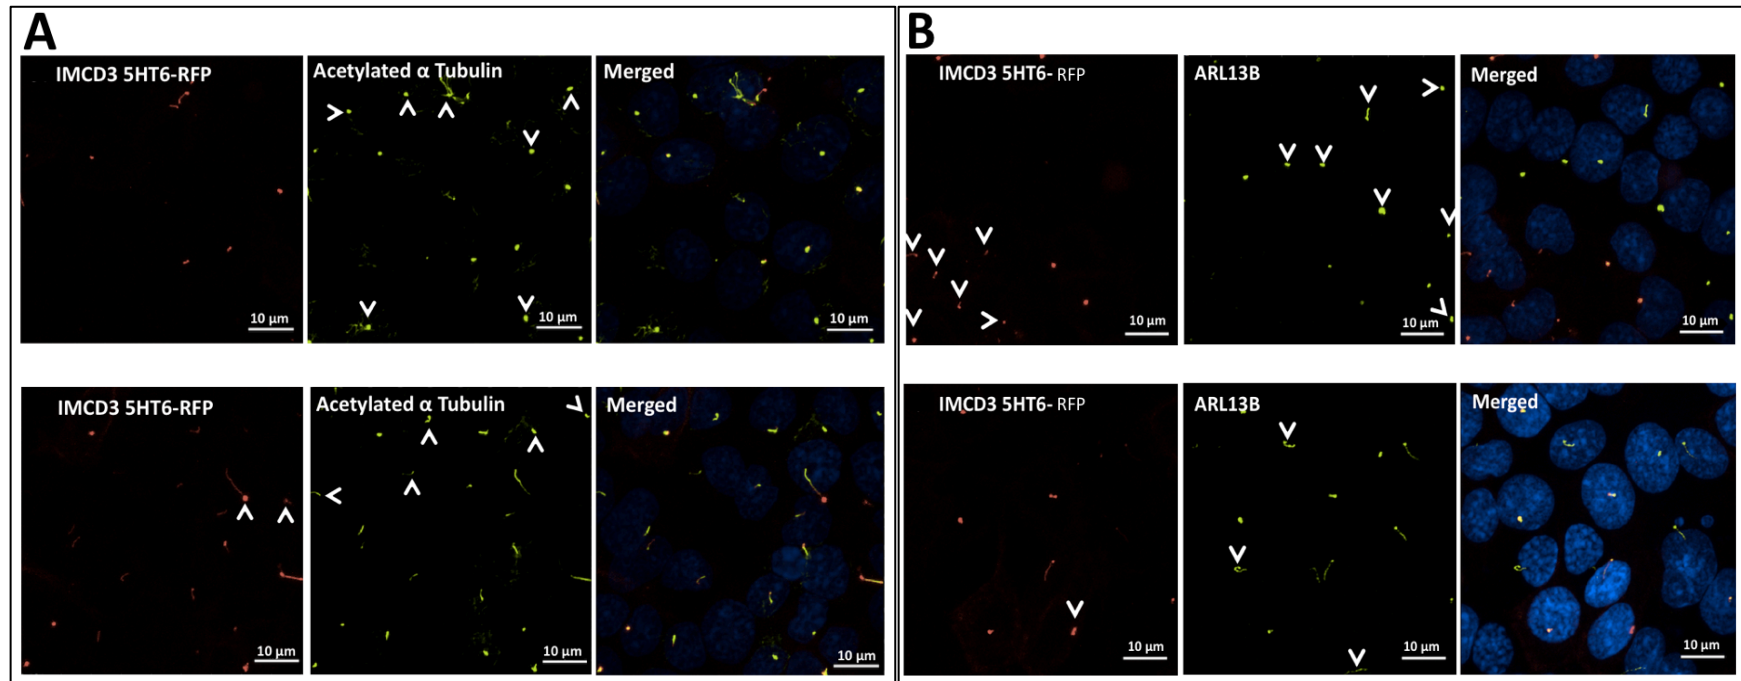 A
B
IMCD3 5HT6-RFP
Acetylated α Tubulin
Merged
IMCD3 5HT6- RFP
ARL13B
Merged
10 µm
10 µm
10 µm
10 µm
10 µm
10 µm
IMCD3 5HT6-RFP
Acetylated α Tubulin
Merged
IMCD3 5HT6- RFP
ARL13B
Merged
10 µm
10 µm
10 µm
10 µm
10 µm
10 µm